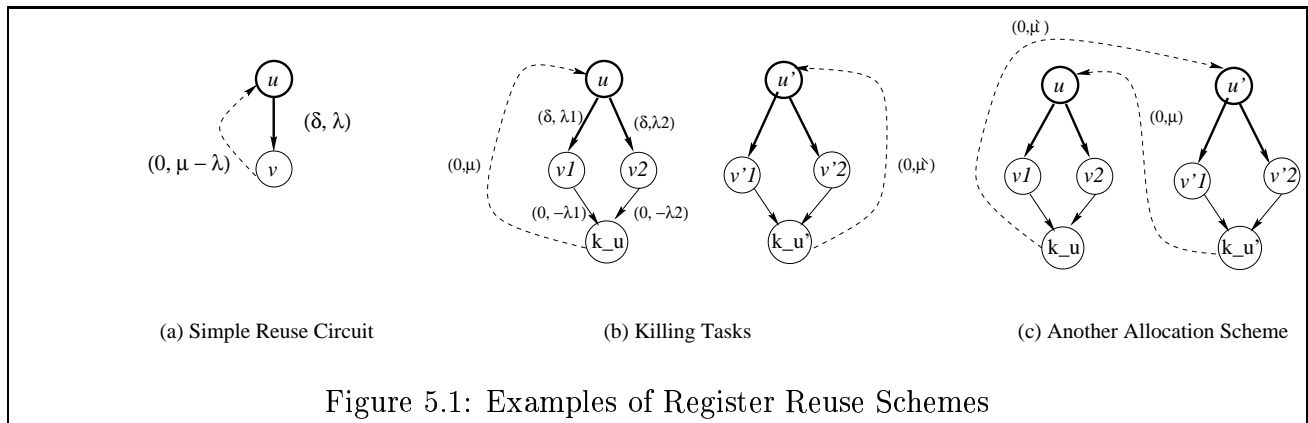 u
(δ, λ)
(0, μ − λ)
v
(a) Simple Reuse Circuit
u
(δ, λ1)
(δ,λ2)
(0,μ)
v1
v2
(0, −λ1)
(0, −λ2)
k_u
u'
v'1
v'2
(0,μ')
k_u'
(b) Killing Tasks
(0,μ')
u
u'
(0,μ)
v1
v2
v'1
v'2
k_u
k_u'
(c) Another Allocation Scheme
Figure 5.1: Examples of Register Reuse Schemes